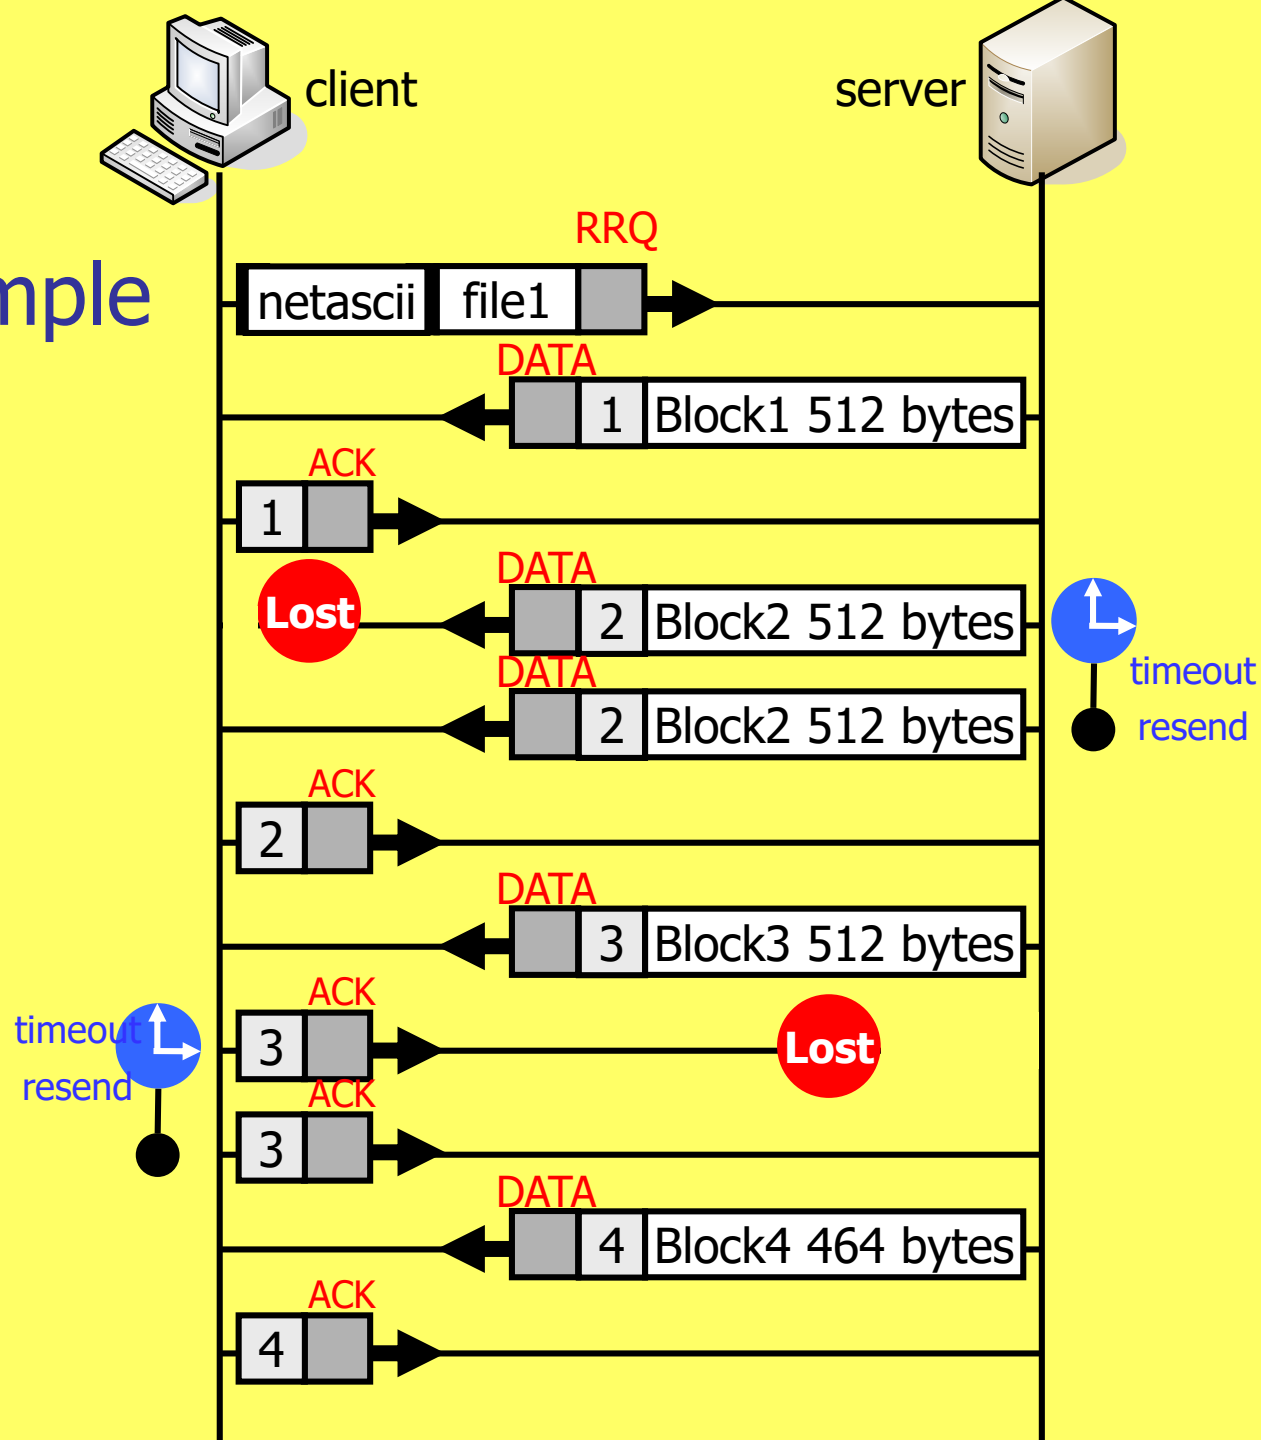 client
server
RRQ
mple
netascii file1
DATA
1 Block1 512 bytes
ACK
1
DATA
Lost
2 Block2 512 bytes
timeout
DATA
2 Block2 512 bytes
resend
ACK
2
DATA
3 Block3 512 bytes
ACK
timeout
3
Lost
resend
ACK
3
DATA
4 Block4 464 bytes
ACK
4